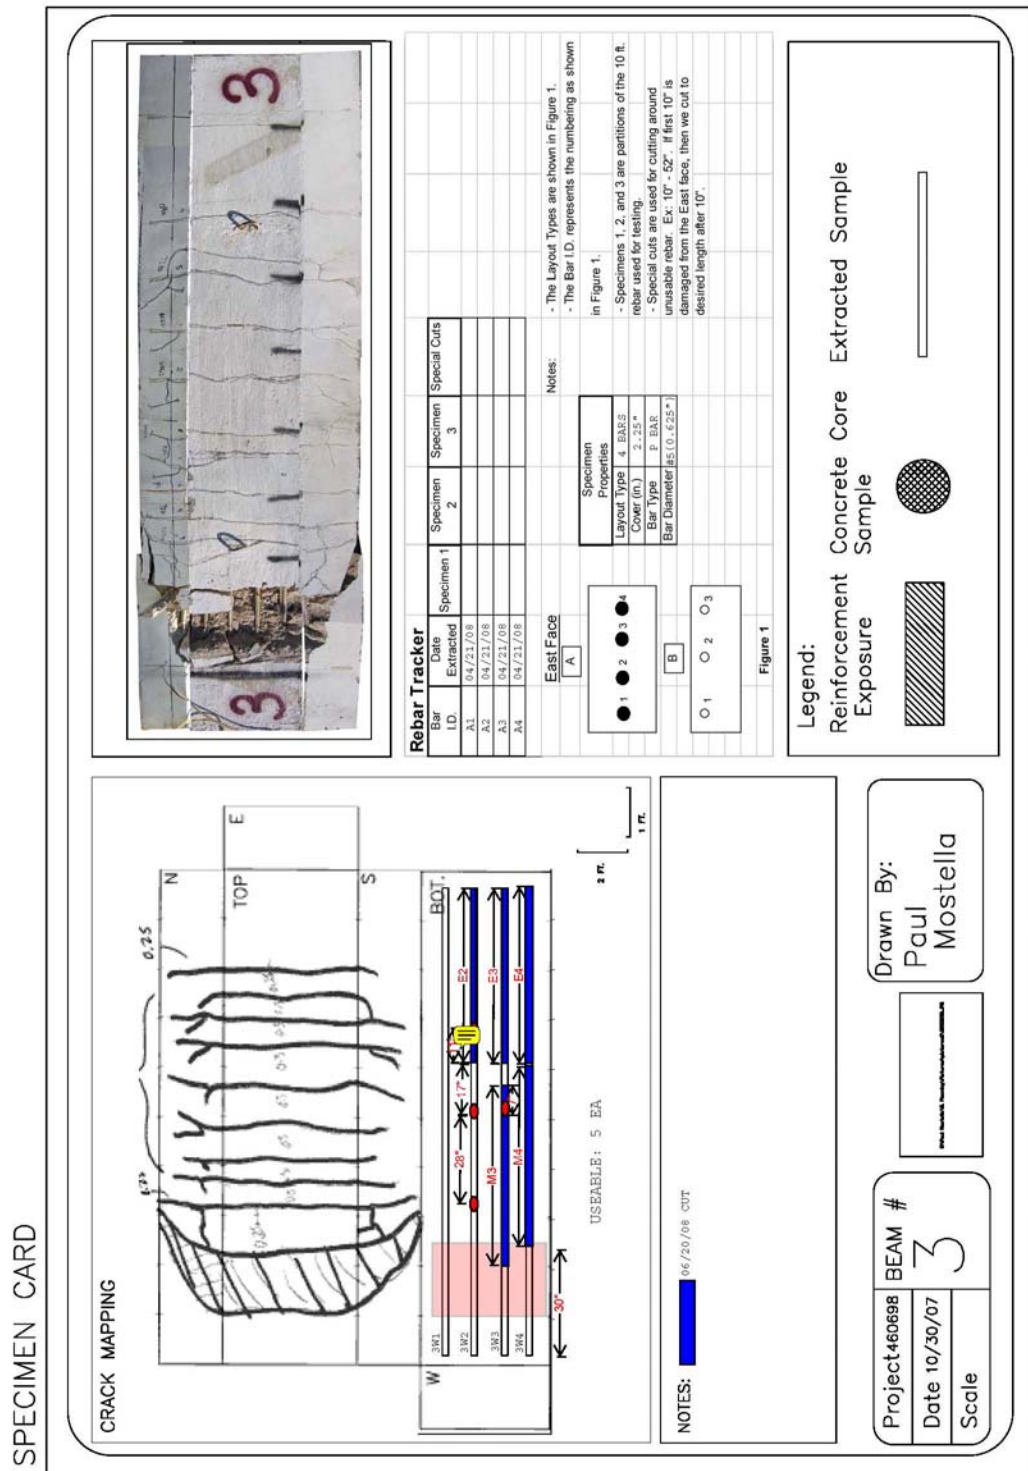 SPECIMEN CARD
CRACK MAPPING
0.25
N
E
TOP
S
W
BOT.
3W1
3W2
3W3
3W4
E2
E3
E4
17"
28"
M3
M4
30"
2 FT.
1 FT.
USEABLE: 5 EA
NOTES:
06/20/08 CUT
3
3
Rebar Tracker
Bar I.D. Date Extracted Specimen 1 Specimen 2 Specimen 3 Special Cuts
A1 04/21/08
A2 04/21/08
A3 04/21/08
A4 04/21/08
East Face
A
1 2 3 4
B
1 2 3
Figure 1
Specimen Properties
Layout Type 4 BARS
Cover (in.) 2.25"
Bar Type P BAR
Bar Diameter #5(0.625")
Notes:
- The Layout Types are shown in Figure 1.
- The Bar I.D. represents the numbering as shown
in Figure 1.
- Specimens 1, 2, and 3 are partitions of the 10 ft.
rebar used for testing.
- Special cuts are used for cutting around
unusable rebar. Ex: 10" - 52". If first 10" is
damaged from the East face, then we cut to
desired length after 10".
Legend:
Reinforcement Exposure
Concrete Core Sample
Extracted Sample
Project 460698
Date 10/30/07
Scale
BEAM #
3
Drawn By:
Paul
Mostella